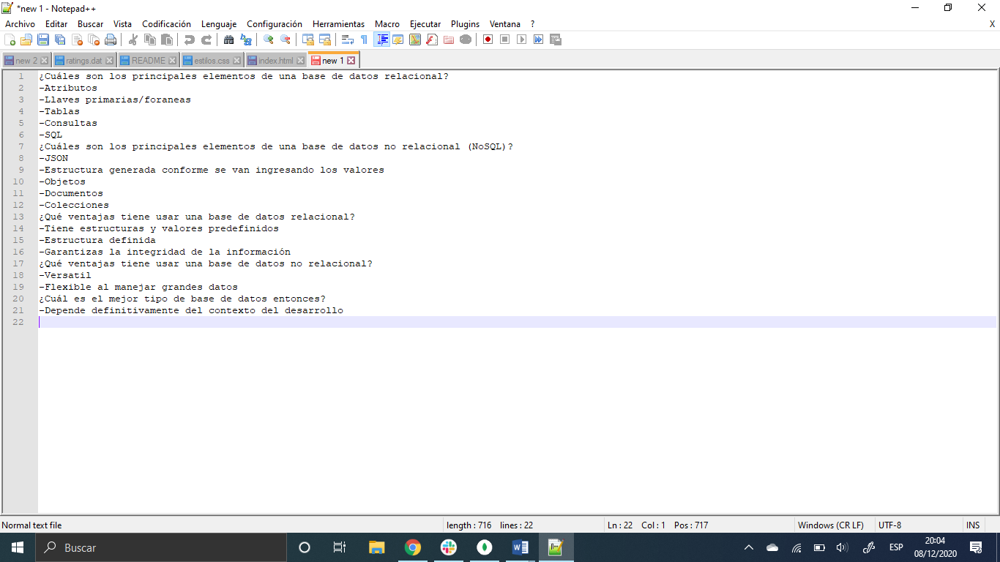 *new 1 - Notepad++
Archivo Editar Buscar Vista Codificación Lenguaje Configuración Herramientas Macro Ejecutar Plugins Ventana ? X
new 2 ratings.dat README estilos.css index.html new 1
1 ¿Cuáles son los principales elementos de una base de datos relacional?
2 -Atributos
3 -Llaves primarias/foraneas
4 -Tablas
5 -Consultas
6 -SQL
7 ¿Cuáles son los principales elementos de una base de datos no relacional (NoSQL)?
8 -JSON
9 -Estructura generada conforme se van ingresando los valores
10 -Objetos
11 -Documentos
12 -Colecciones
13 ¿Qué ventajas tiene usar una base de datos relacional?
14 -Tiene estructuras y valores predefinidos
15 -Estructura definida
16 -Garantizas la integridad de la información
17 ¿Qué ventajas tiene usar una base de datos no relacional?
18 -Versatil
19 -Flexible al manejar grandes datos
20 ¿Cuál es el mejor tipo de base de datos entonces?
21 -Depende definitivamente del contexto del desarrollo
22
Normal text file length : 716 lines : 22 Ln : 22 Col : 1 Pos : 717 Windows (CR LF) UTF-8 INS
Buscar ESP 20:04
08/12/2020